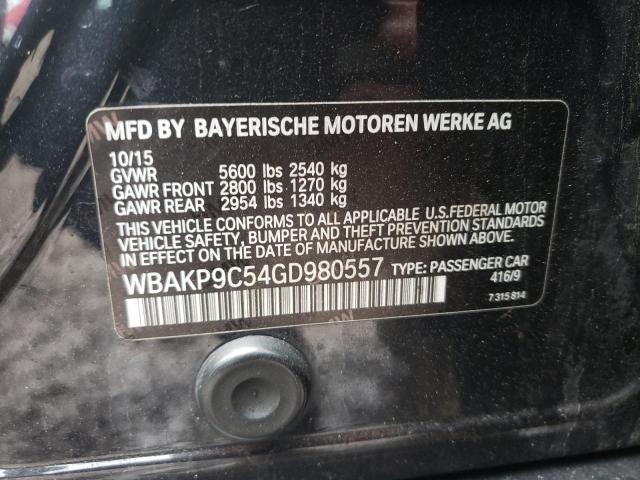 MFD BY BAYERISCHE MOTOREN WERKE AG
10/15
GVWR 5600 lbs 2540 kg
GAWR FRONT 2800 lbs 1270 kg
GAWR REAR 2954 lbs 1340 kg
THIS VEHICLE CONFORMS TO ALL APPLICABLE U.S.FEDERAL MOTOR
VEHICLE SAFETY, BUMPER AND THEFT PREVENTION STANDARDS
IN EFFECT ON THE DATE OF MANUFACTURE SHOWN ABOVE.
WBAKP9C54GD980557 TYPE: PASSENGER CAR
416/9
7 315 814